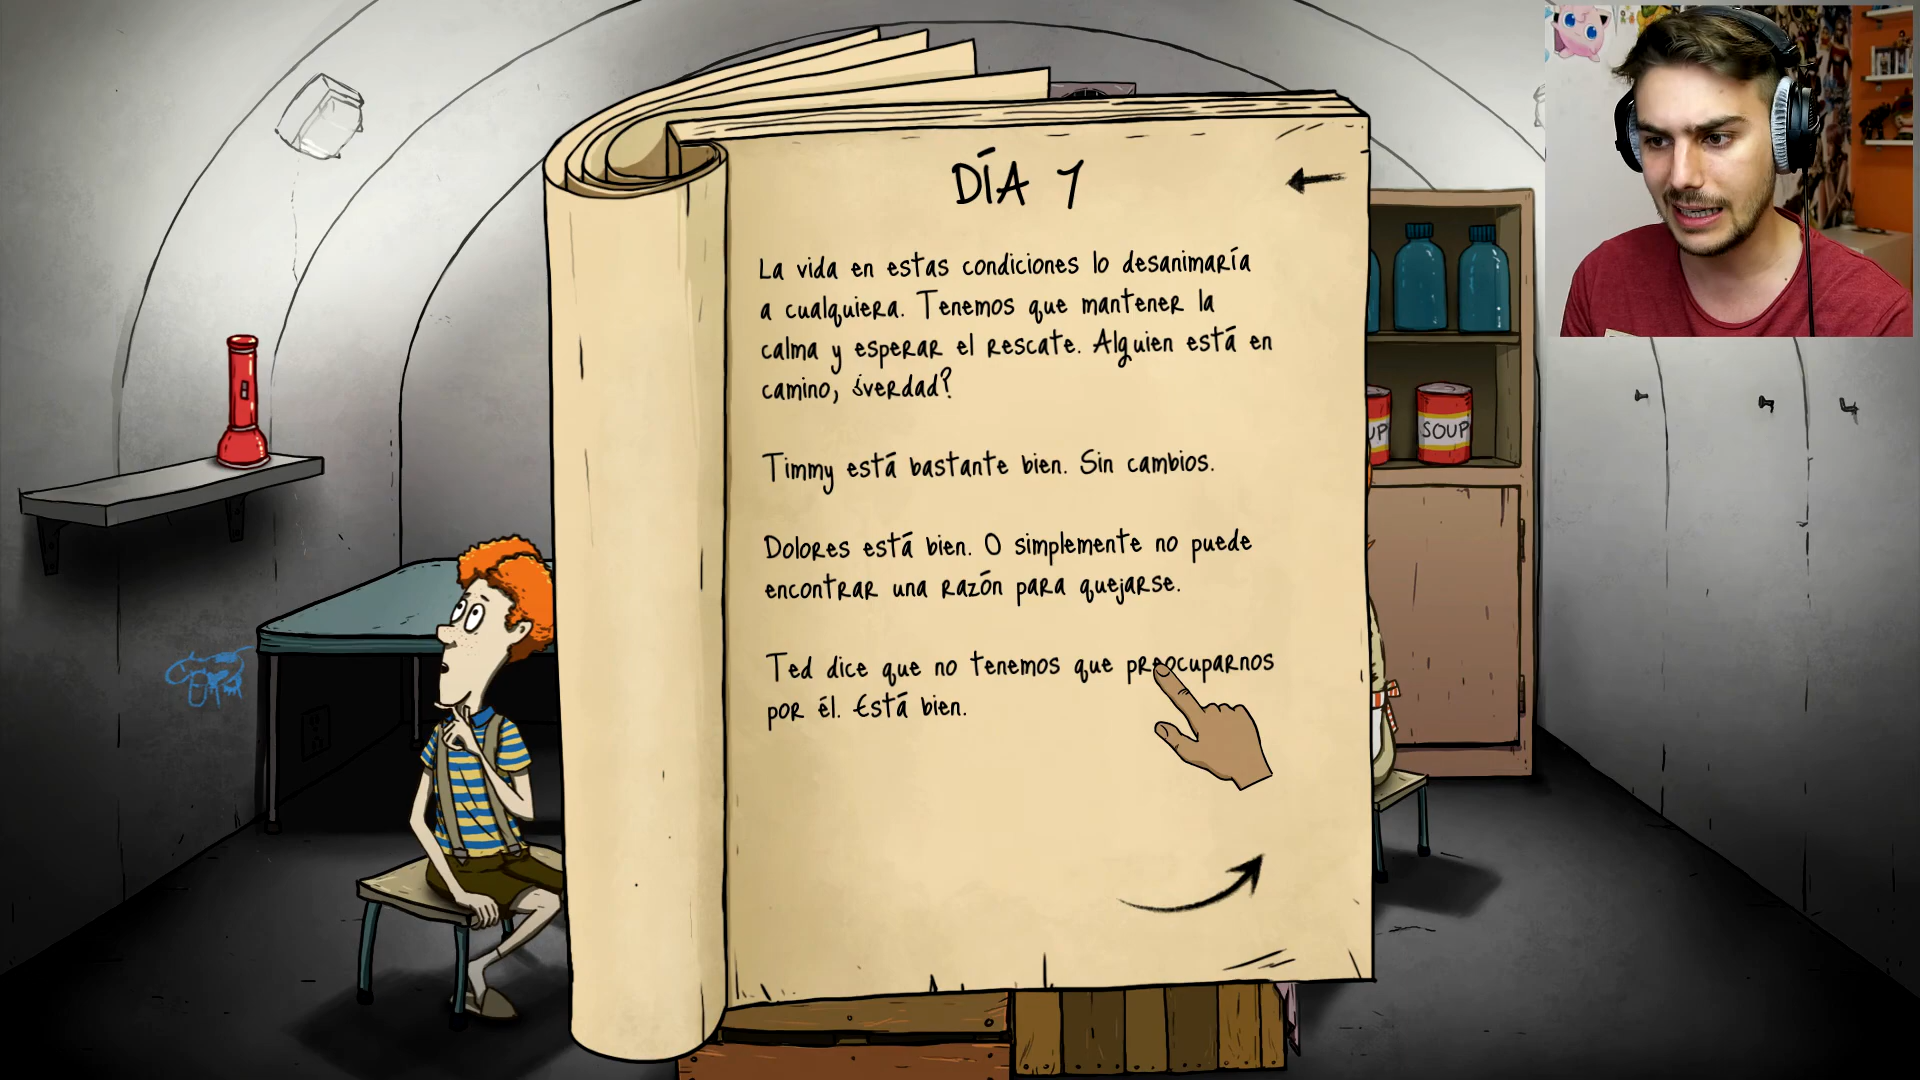 DÍA 1
La vida en estas condiciones lo desanimaría
a cualquiera. Tenemos que mantener la
calma y esperar el rescate. Alguien está en
camino, ¿verdad?
Timmy está bastante bien. Sin cambios.
Dolores está bien. O simplemente no puede
encontrar una razón para quejarse.
Ted dice que no tenemos que preocuparnos
por él. Está bien.
UP
SOUP